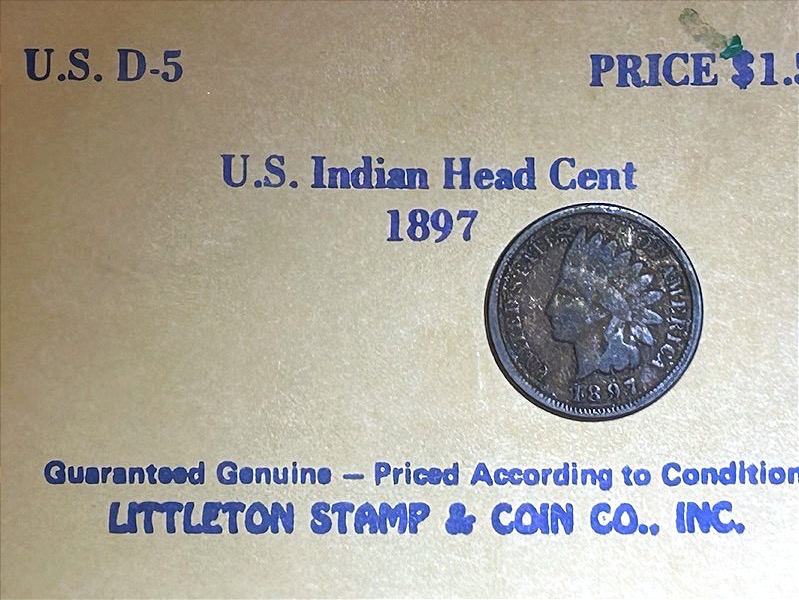 U.S. D-5
PRICE $1.5
U.S. Indian Head Cent
1897
UNITED STATES OF AMERICA
1897
Guaranteed Genuine – Priced According to Condition
LITTLETON STAMP & COIN CO., INC.